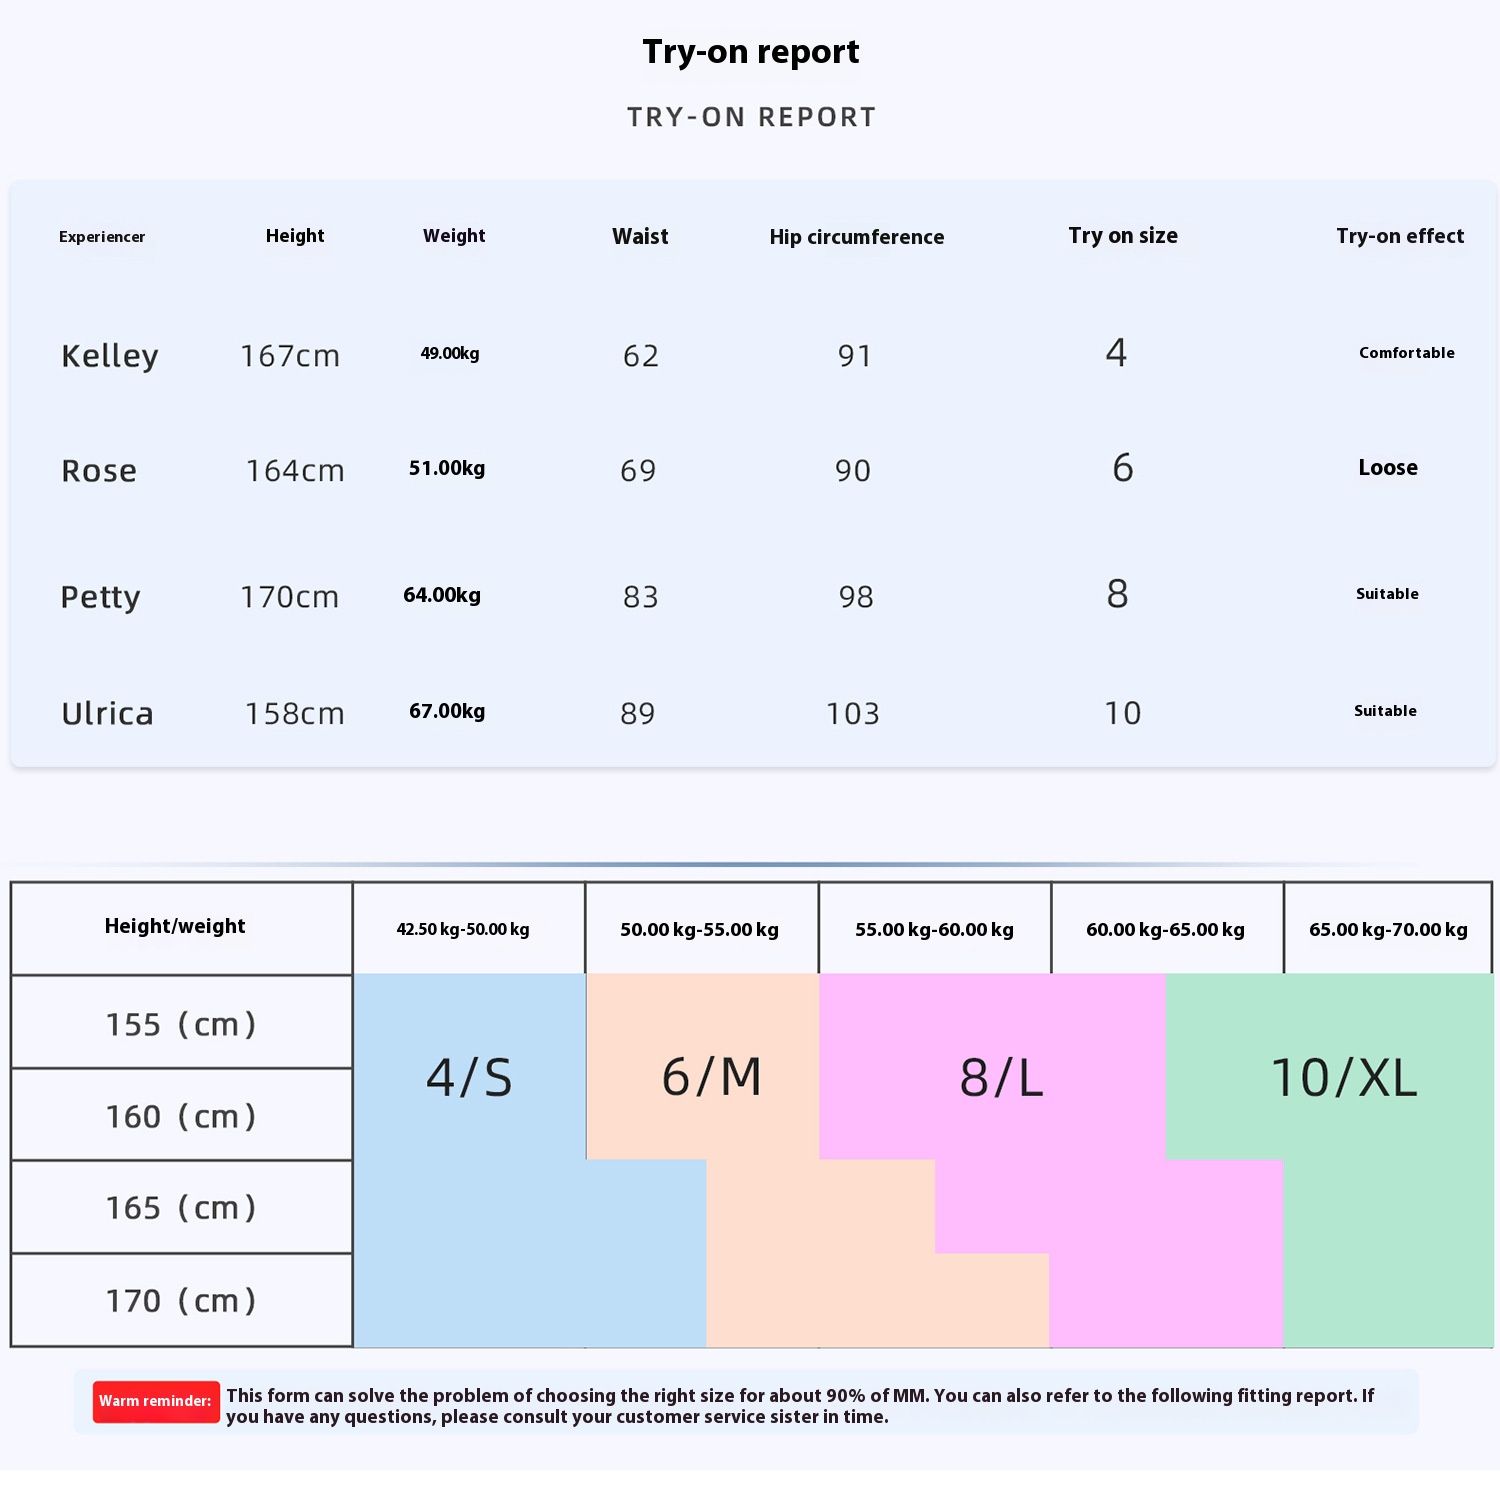 Try-on report
TRY-ON REPORT
Experiencer Height Weight Waist Hip circumference Try on size Try-on effect
Kelley 167cm 49.00kg 62 91 4 Comfortable
Rose 164cm 51.00kg 69 90 6 Loose
Petty 170cm 64.00kg 83 98 8 Suitable
Ulrica 158cm 67.00kg 89 103 10 Suitable
Height/weight 42.50 kg-50.00 kg 50.00 kg-55.00 kg 55.00 kg-60.00 kg 60.00 kg-65.00 kg 65.00 kg-70.00 kg
155 (cm)
4/S 6/M 8/L 10/XL
160 (cm)
165 (cm)
170 (cm)
Warm reminder: This form can solve the problem of choosing the right size for about 90% of MM. You can also refer to the following fitting report. If
you have any questions, please consult your customer service sister in time.